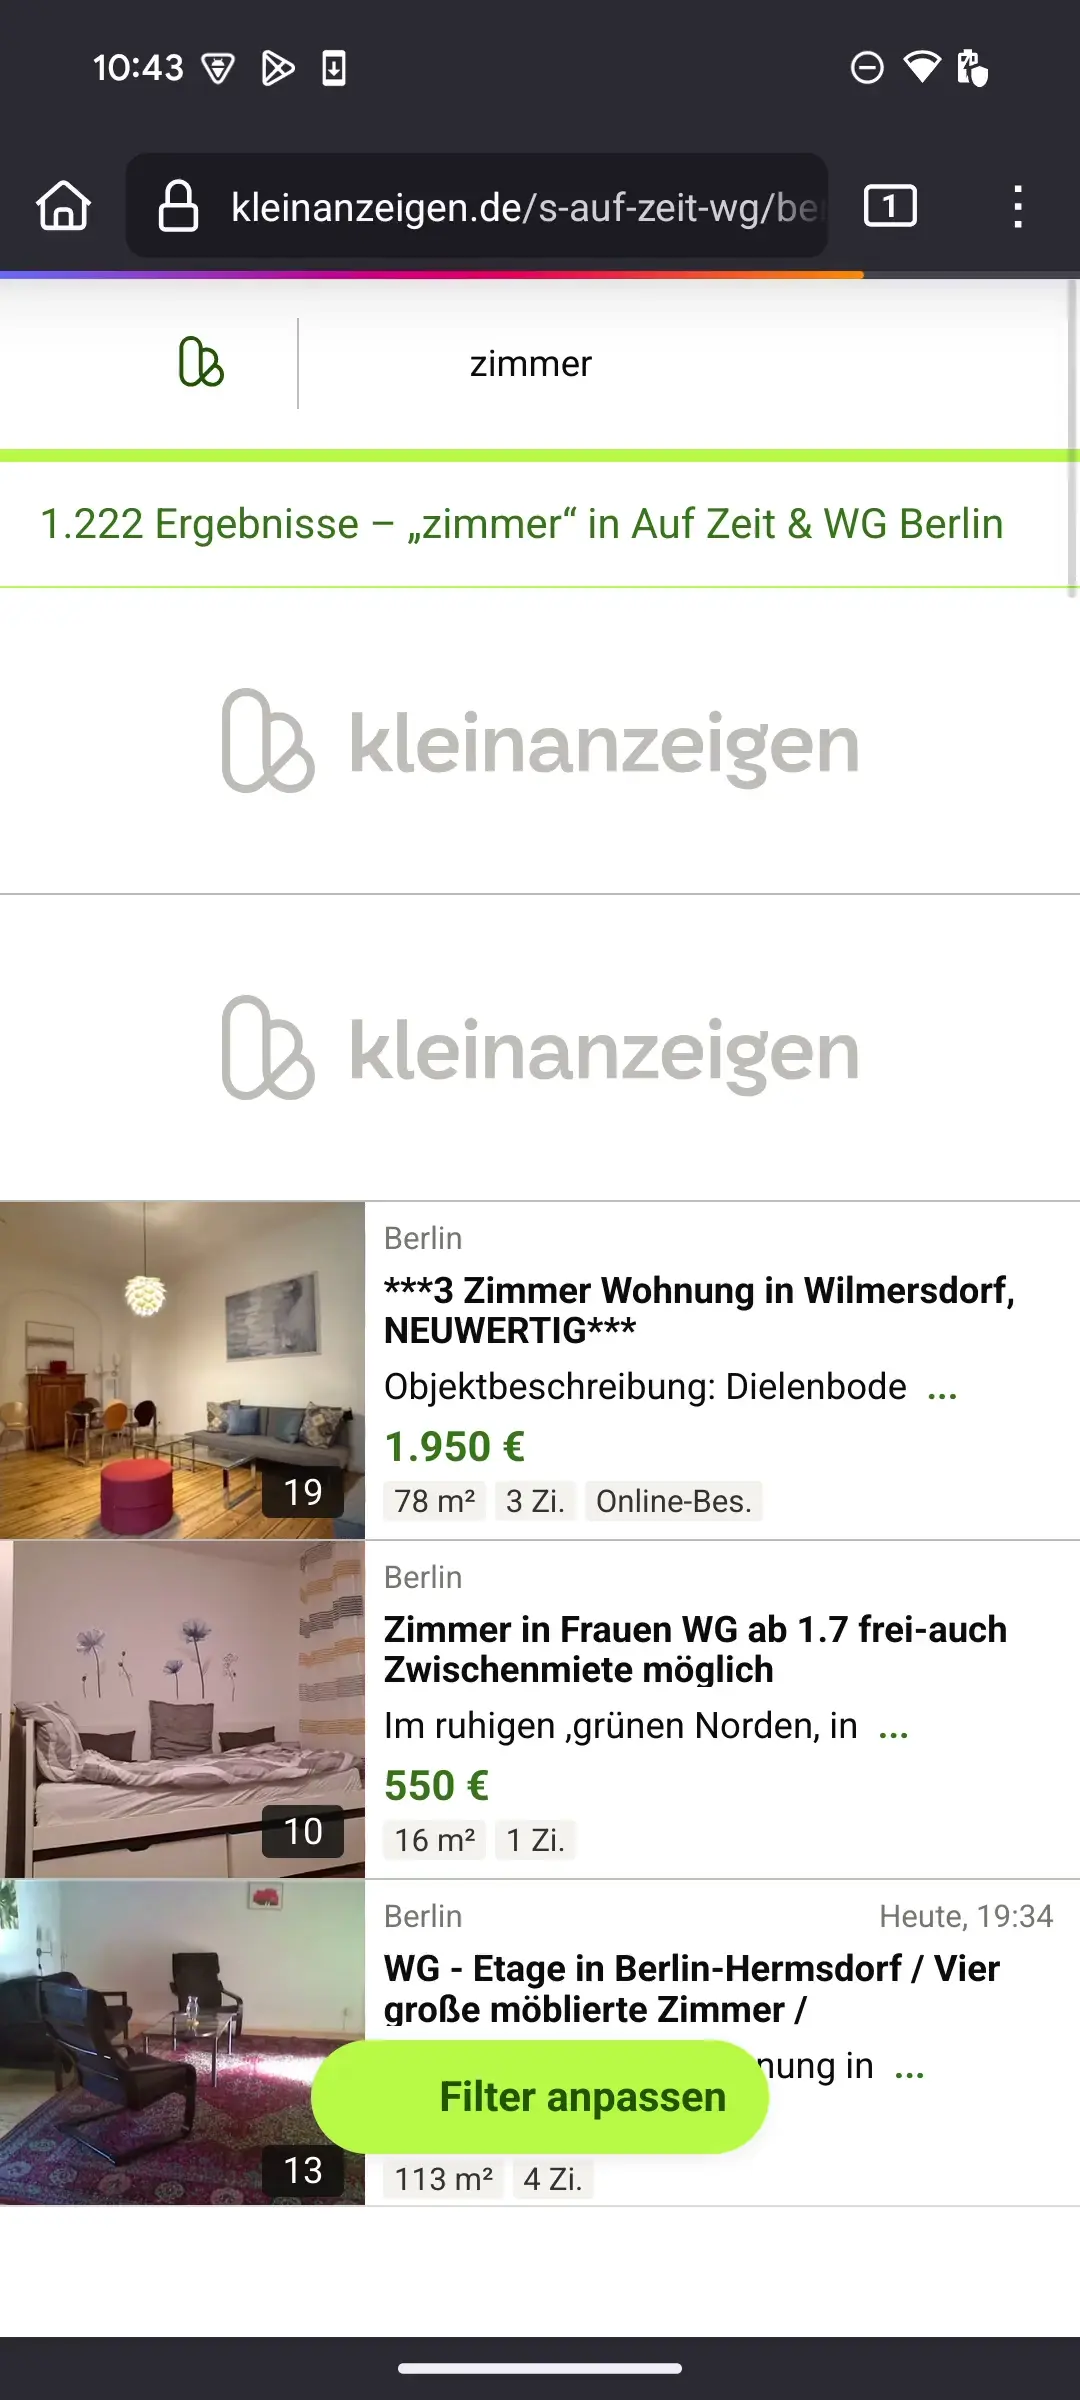 10:43
kleinanzeigen.de/s-auf-zeit-wg/be
1
zimmer
1.222 Ergebnisse – „zimmer“ in Auf Zeit & WG Berlin
kleinanzeigen
kleinanzeigen
Berlin
***3 Zimmer Wohnung in Wilmersdorf,
NEUWERTIG***
Objektbeschreibung: Dielenbode ...
1.950 €
19
78 m² 3 Zi. Online-Bes.
Berlin
Zimmer in Frauen WG ab 1.7 frei-auch
Zwischenmiete möglich
Im ruhigen ,grünen Norden, in ...
550 €
10
16 m² 1 Zi.
Berlin Heute, 19:34
WG - Etage in Berlin-Hermsdorf / Vier
große möblierte Zimmer /
nung in ...
Filter anpassen
13
113 m² 4 Zi.